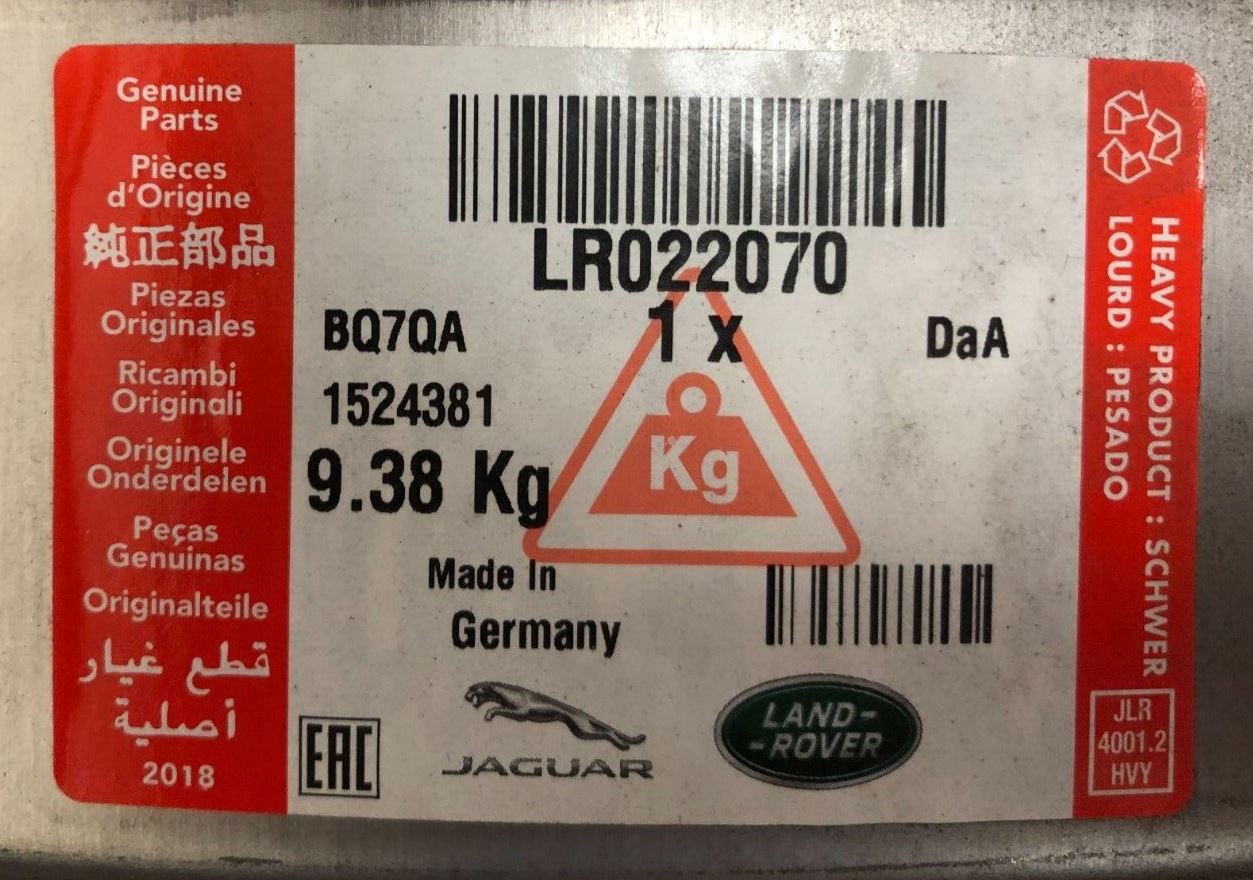 Genuine
Parts
Pièces
d'Origine
純正部品
Piezas
Originales
Ricambi
Originali
Originele
Onderdelen
Peças
Genuinas
Originalteile
قطع غيار
أصلية
2018
LR022070
BQ7QA
1 x
DaA
1524381
9.38 Kg
Kg
Made In
Germany
EAC
JAGUAR
LAND-
-ROVER
HEAVY PRODUCT : SCHWER
LOURD : PESADO
JLR
4001.2
HVY